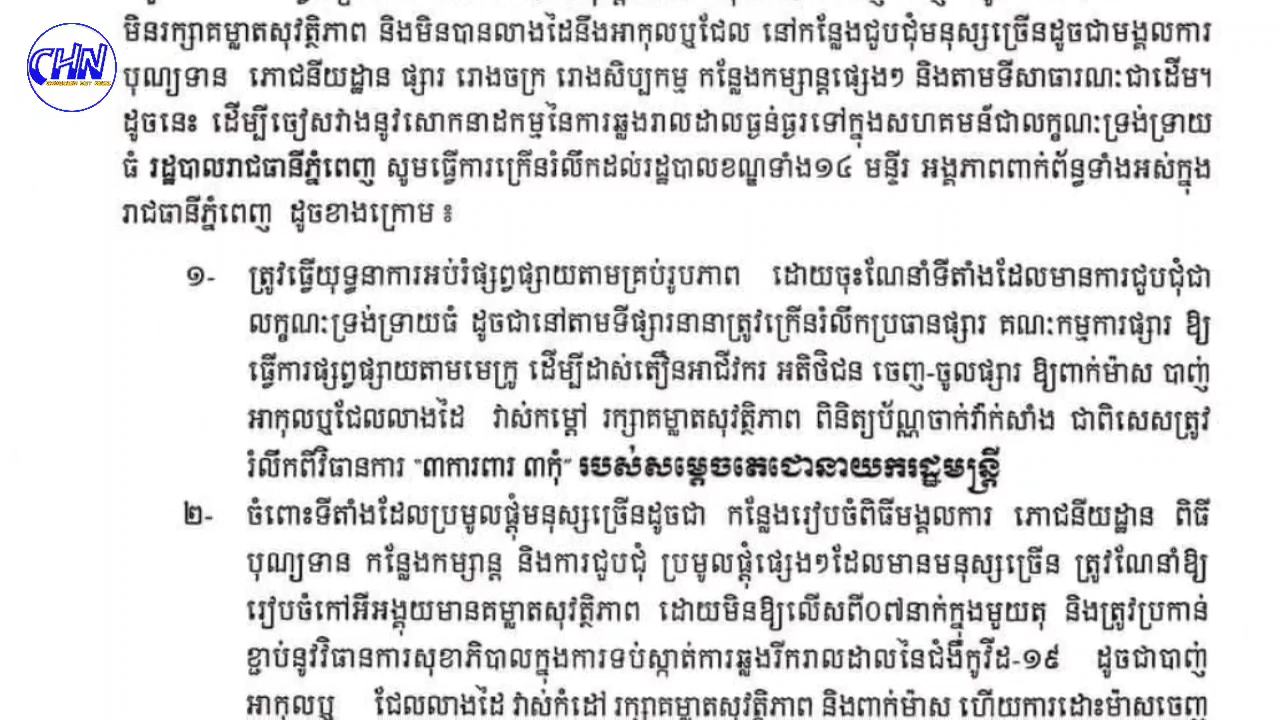 CHN
មិនរក្សាគម្លាតសុវត្ថិភាព និងមិនបានលាងដៃនឹងអាកុលឬជែល នៅកន្លែងជួបជុំមនុស្សច្រើនដូចជាមង្គលការ
បុណ្យទាន ភោជនីយដ្ឋាន ផ្សារ រោងចក្រ រោងសិប្បកម្ម កន្លែងកម្សាន្តផ្សេងៗ និងតាមទីសាធារណៈជាដើម។
ដូចនេះ ដើម្បីចៀសវាងនូវសោកនាដកម្មនៃការឆ្លងរាលដាលធ្ងន់ធ្ងរទៅក្នុងសហគមន៍ជាលក្ខណៈទ្រង់ទ្រាយ
ធំ រដ្ឋបាលរាជធានីភ្នំពេញ សូមធ្វើការក្រើនរំលឹកដល់រដ្ឋបាលខណ្ឌទាំង១៤ មន្ទីរ អង្គភាពពាក់ព័ន្ធទាំងអស់ក្នុង
រាជធានីភ្នំពេញ ដូចខាងក្រោម ៖
១- ត្រូវធ្វើយុទ្ធនាការអប់រំផ្សព្វផ្សាយតាមគ្រប់រូបភាព ដោយចុះណែនាំទីតាំងដែលមានការជួបជុំជា
លក្ខណៈទ្រង់ទ្រាយធំ ដូចជានៅតាមទីផ្សារនានាត្រូវក្រើនរំលឹកប្រធានផ្សារ គណៈកម្មការផ្សារ ឱ្យ
ធ្វើការផ្សព្វផ្សាយតាមមេក្រូ ដើម្បីដាស់តឿនអាជីវករ អតិថិជន ចេញ-ចូលផ្សារ ឱ្យពាក់ម៉ាស បាញ់
អាកុលឬជែលលាងដៃ វាស់កម្តៅ រក្សាគម្លាតសុវត្ថិភាព ពិនិត្យប័ណ្ណចាក់វ៉ាក់សាំង ជាពិសេសត្រូវ
រំលឹកពីវិធានការ "៣ការពារ ៣កុំ" របស់សម្តេចតេជោនាយករដ្ឋមន្ត្រី
២- ចំពោះទីតាំងដែលប្រមូលផ្តុំមនុស្សច្រើនដូចជា កន្លែងរៀបចំពិធីមង្គលការ ភោជនីយដ្ឋាន ពិធី
បុណ្យទាន កន្លែងកម្សាន្ត និងការជួបជុំ ប្រមូលផ្តុំផ្សេងៗដែលមានមនុស្សច្រើន ត្រូវណែនាំឱ្យ
រៀបចំកៅអីអង្គុយមានគម្លាតសុវត្ថិភាព ដោយមិនឱ្យលើសពី០៧នាក់ក្នុងមួយតុ និងត្រូវប្រកាន់
ខ្ជាប់នូវវិធានការសុខាភិបាលក្នុងការទប់ស្កាត់ការឆ្លងរីករាលដាលនៃជំងឺកូវីដ-១៩ ដូចជាបាញ់
អាកុលឬ ជែលលាងដៃ វាស់កំដៅ រក្សាគម្លាតសុវត្ថិភាព និងពាក់ម៉ាស ហើយការដោះម៉ាសចេញ